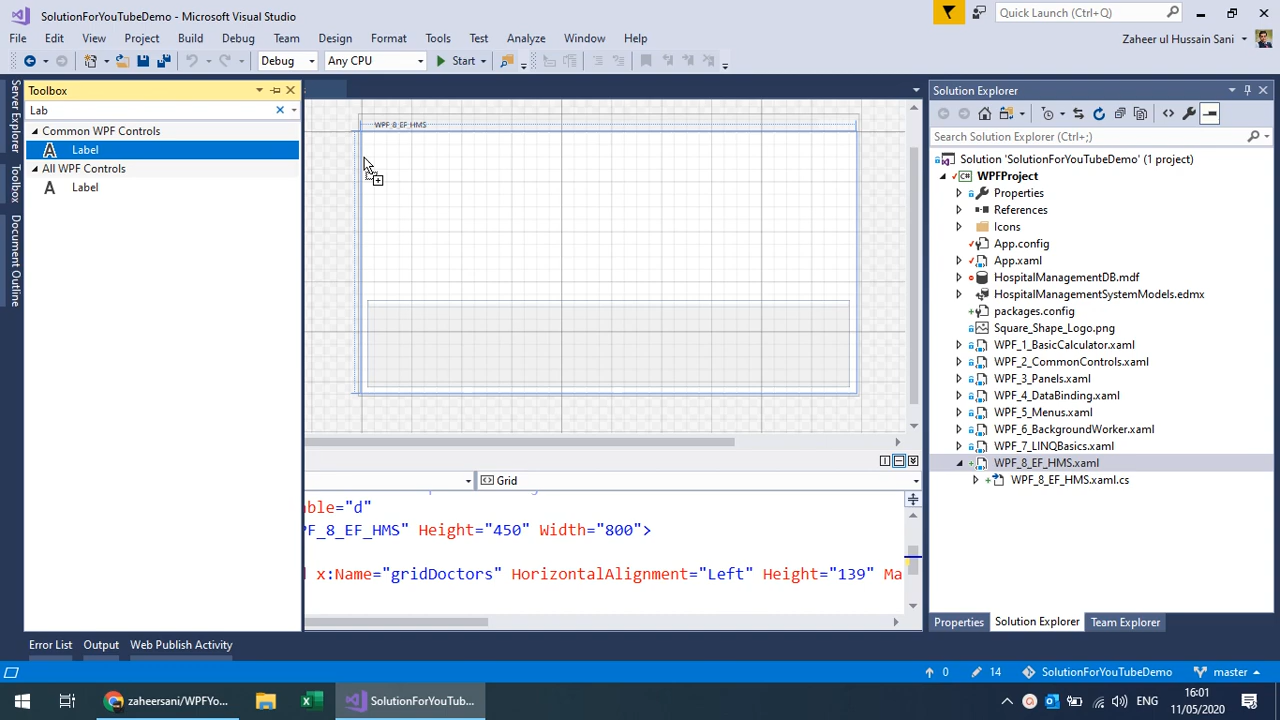 SolutionForYouTubeDemo - Microsoft Visual Studio
Quick Launch (Ctrl+Q)
File Edit View Project Build Debug Team Design Format Tools Test Analyze Window Help
Zaheer ul Hussain Sani
Debug Any CPU Start
Server Explorer
Toolbox
Document Outline
Toolbox
Lab
Common WPF Controls
Label
All WPF Controls
Label
WPF_8_EF_HMS
Grid
ble="d"
F_8_EF_HMS" Height="450" Width="800">
x:Name="gridDoctors" HorizontalAlignment="Left" Height="139" Ma
Solution Explorer
Search Solution Explorer (Ctrl+;)
Solution 'SolutionForYouTubeDemo' (1 project)
WPFProject
Properties
References
Icons
App.config
App.xaml
HospitalManagementDB.mdf
HospitalManagementSystemModels.edmx
packages.config
Square_Shape_Logo.png
WPF_1_BasicCalculator.xaml
WPF_2_CommonControls.xaml
WPF_3_Panels.xaml
WPF_4_DataBinding.xaml
WPF_5_Menus.xaml
WPF_6_BackgroundWorker.xaml
WPF_7_LINQBasics.xaml
WPF_8_EF_HMS.xaml
WPF_8_EF_HMS.xaml.cs
Properties Solution Explorer Team Explorer
Error List Output Web Publish Activity
0 14 SolutionForYouTubeDemo master
zaheersani/WPFYo... SolutionForYouTub... ENG
16:01
11/05/2020